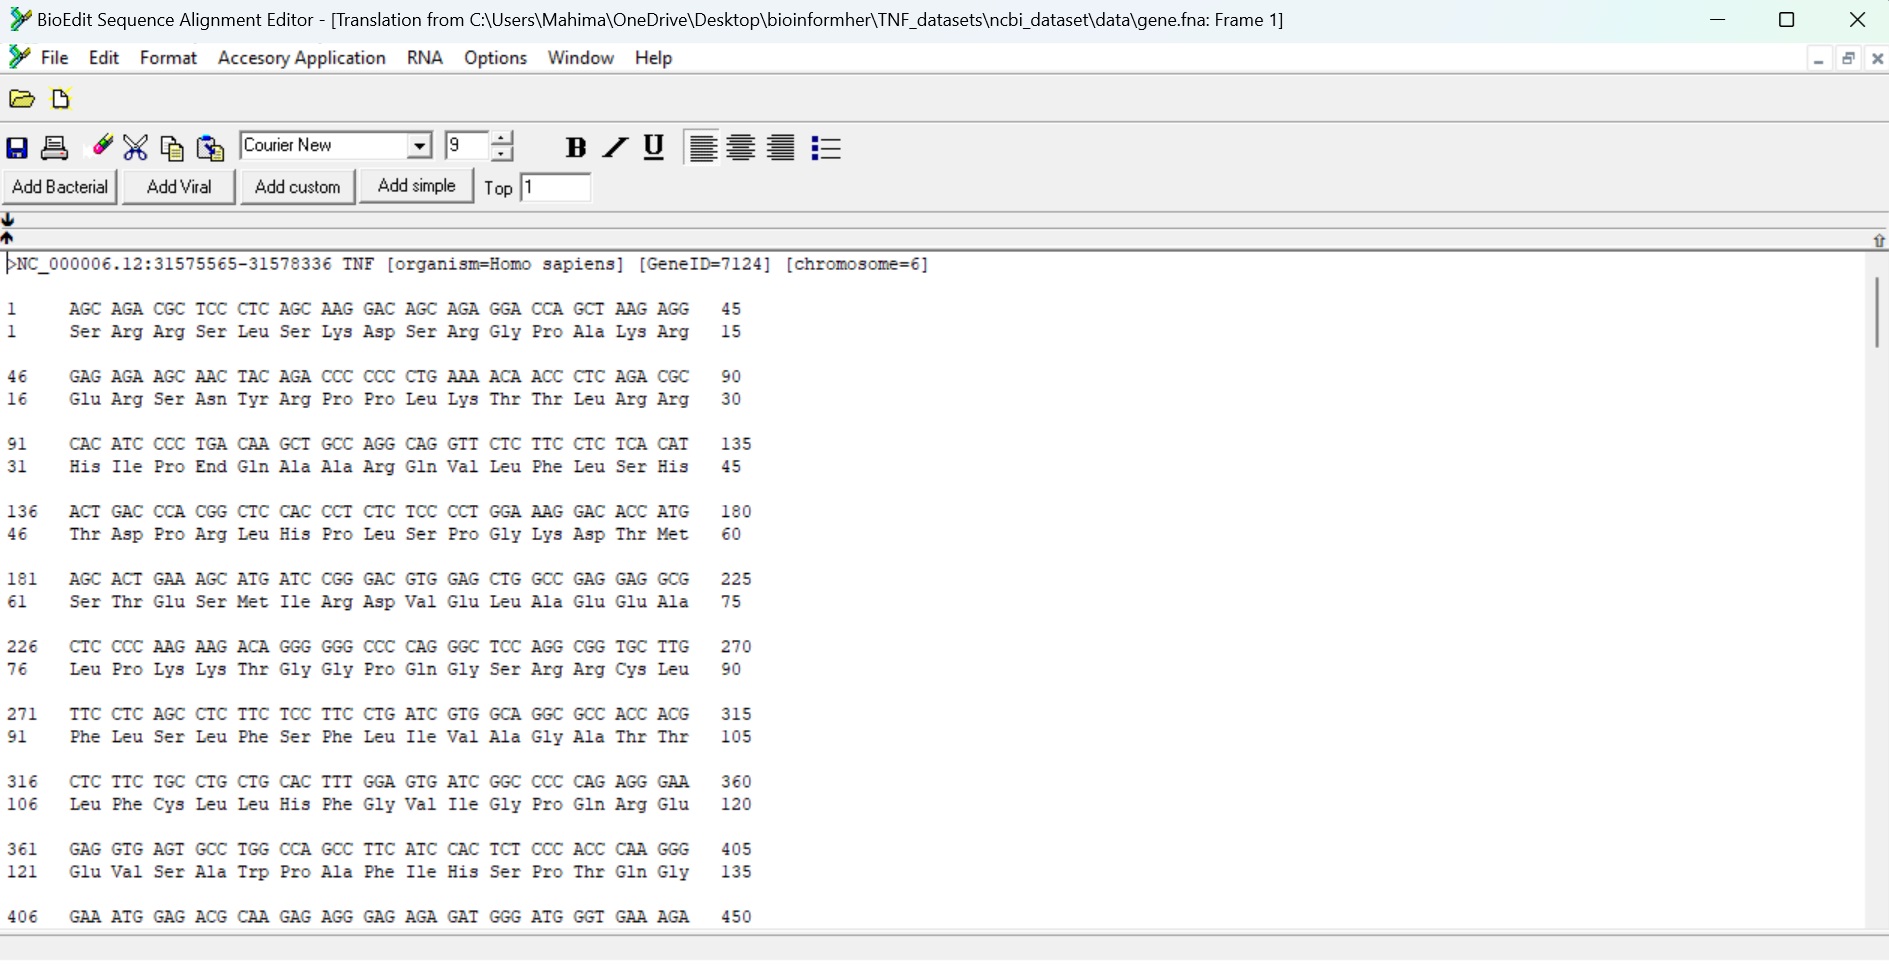 BioEdit Sequence Alignment Editor - [Translation from C:\Users\Mahima\OneDrive\Desktop\bioinformher\TNF_datasets\ncbi_dataset\data\gene.fna: Frame 1]
File Edit Format Accesory Application RNA Options Window Help
Courier New 9 B I U
Add Bacterial Add Viral Add custom Add simple Top 1
>NC_000006.12:31575565-31578336 TNF [organism=Homo sapiens] [GeneID=7124] [chromosome=6]
1 AGC AGA CGC TCC CTC AGC AAG GAC AGC AGA GGA CCA GCT AAG AGG 45
1 Ser Arg Arg Ser Leu Ser Lys Asp Ser Arg Gly Pro Ala Lys Arg 15
46 GAG AGA AGC AAC TAC AGA CCC CCC CTG AAA ACA ACC CTC AGA CGC 90
16 Glu Arg Ser Asn Tyr Arg Pro Pro Leu Lys Thr Thr Leu Arg Arg 30
91 CAC ATC CCC TGA CAA GCT GCC AGG CAG GTT CTC TTC CTC TCA CAT 135
31 His Ile Pro End Gln Ala Ala Arg Gln Val Leu Phe Leu Ser His 45
136 ACT GAC CCA CGG CTC CAC CCT CTC TCC CCT GGA AAG GAC ACC ATG 180
46 Thr Asp Pro Arg Leu His Pro Leu Ser Pro Gly Lys Asp Thr Met 60
181 AGC ACT GAA AGC ATG ATC CGG GAC GTG GAG CTG GCC GAG GAG GCG 225
61 Ser Thr Glu Ser Met Ile Arg Asp Val Glu Leu Ala Glu Glu Ala 75
226 CTC CCC AAG AAG ACA GGG GGG CCC CAG GGC TCC AGG CGG TGC TTG 270
76 Leu Pro Lys Lys Thr Gly Gly Pro Gln Gly Ser Arg Arg Cys Leu 90
271 TTC CTC AGC CTC TTC TCC TTC CTG ATC GTG GCA GGC GCC ACC ACG 315
91 Phe Leu Ser Leu Phe Ser Phe Leu Ile Val Ala Gly Ala Thr Thr 105
316 CTC TTC TGC CTG CTG CAC TTT GGA GTG ATC GGC CCC CAG AGG GAA 360
106 Leu Phe Cys Leu Leu His Phe Gly Val Ile Gly Pro Gln Arg Glu 120
361 GAG GTG AGT GCC TGG CCA GCC TTC ATC CAC TCT CCC ACC CAA GGG 405
121 Glu Val Ser Ala Trp Pro Ala Phe Ile His Ser Pro Thr Gln Gly 135
406 GAA ATG GAG ACG CAA GAG AGG GAG AGA GAT GGG ATG GGT GAA AGA 450